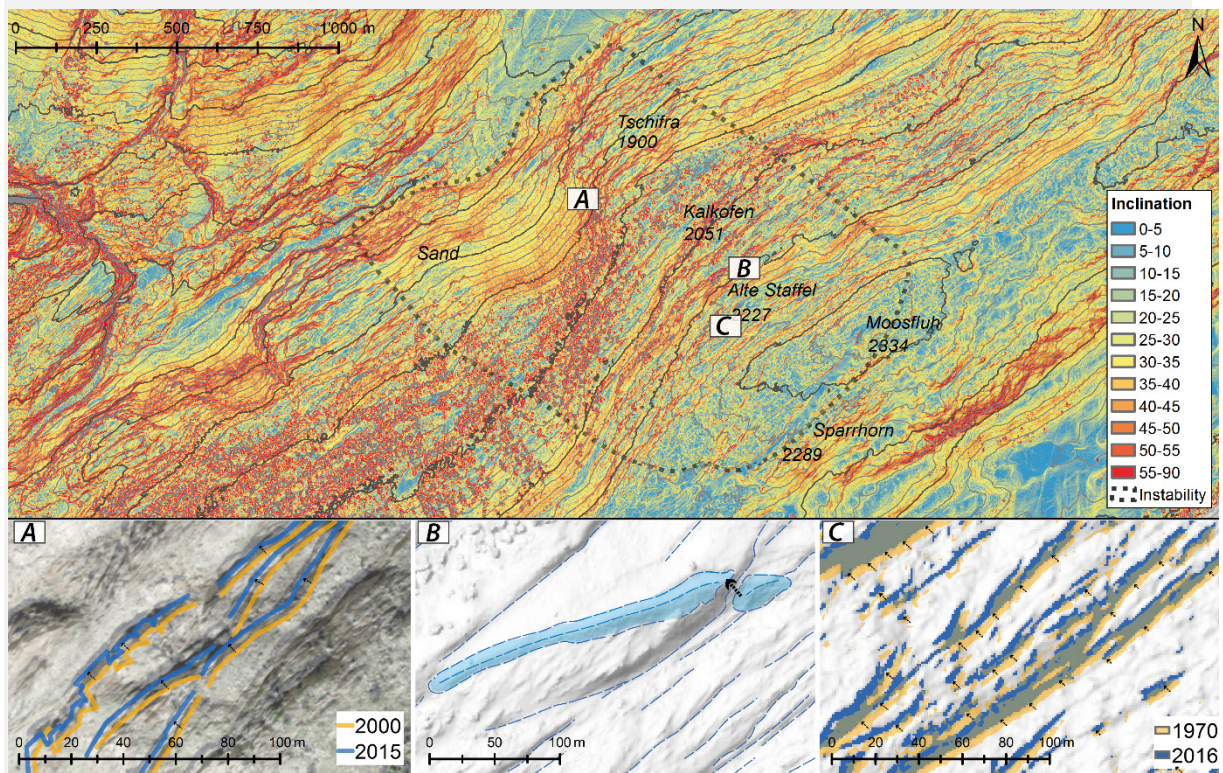 0 250 500 750 1'000 m
N
Tschifra
1900
A
Kalkofen
2051
Sand
B
Alte Staffel
2227
C
Moosfluh
2334
Sparrhorn
2289
Inclination
0-5
5-10
10-15
15-20
20-25
25-30
30-35
35-40
40-45
45-50
50-55
55-90
Instability
A
2000
2015
0 20 40 60 80 100 m
B
0 50 100 m
C
1970
2016
0 20 40 60 80 100 m